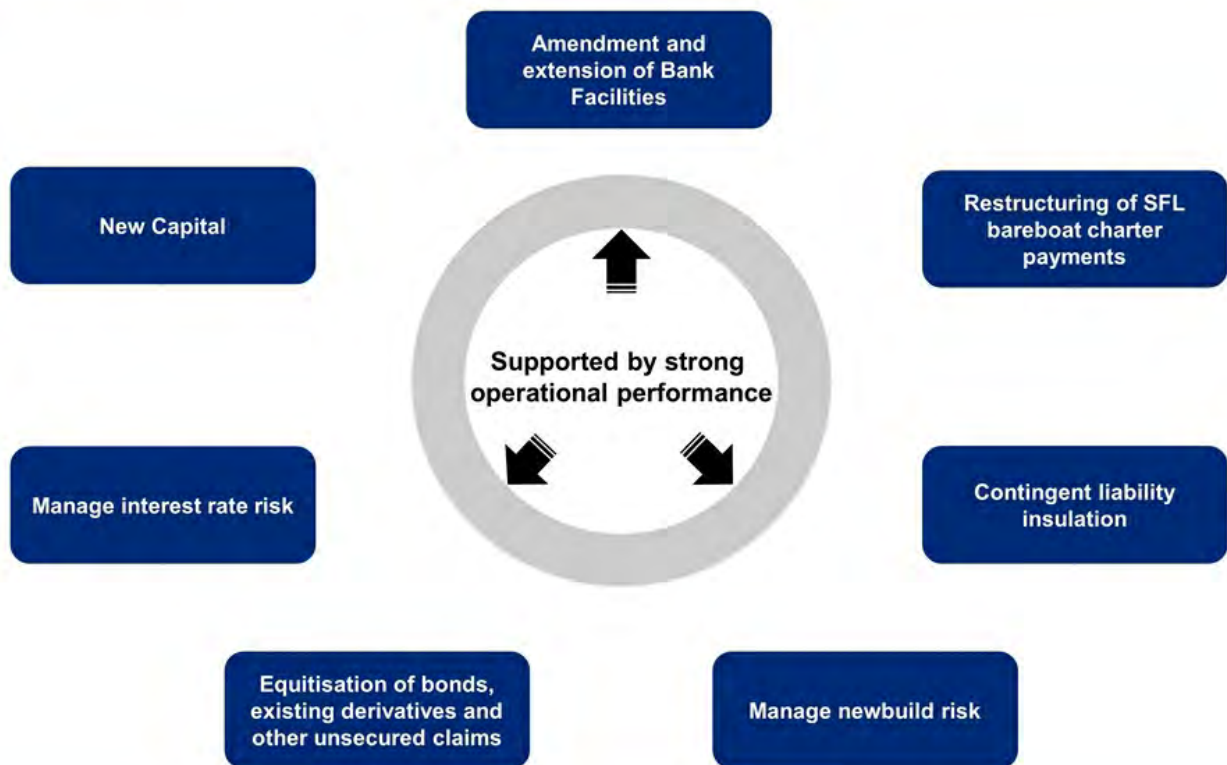 Amendment and
extension of Bank
Facilities
New Capital
Restructuring of SFL
bareboat charter
payments
Supported by strong
operational performance
Manage interest rate risk
Contingent liability
insulation
Equitisation of bonds,
existing derivatives and
other unsecured claims
Manage newbuild risk